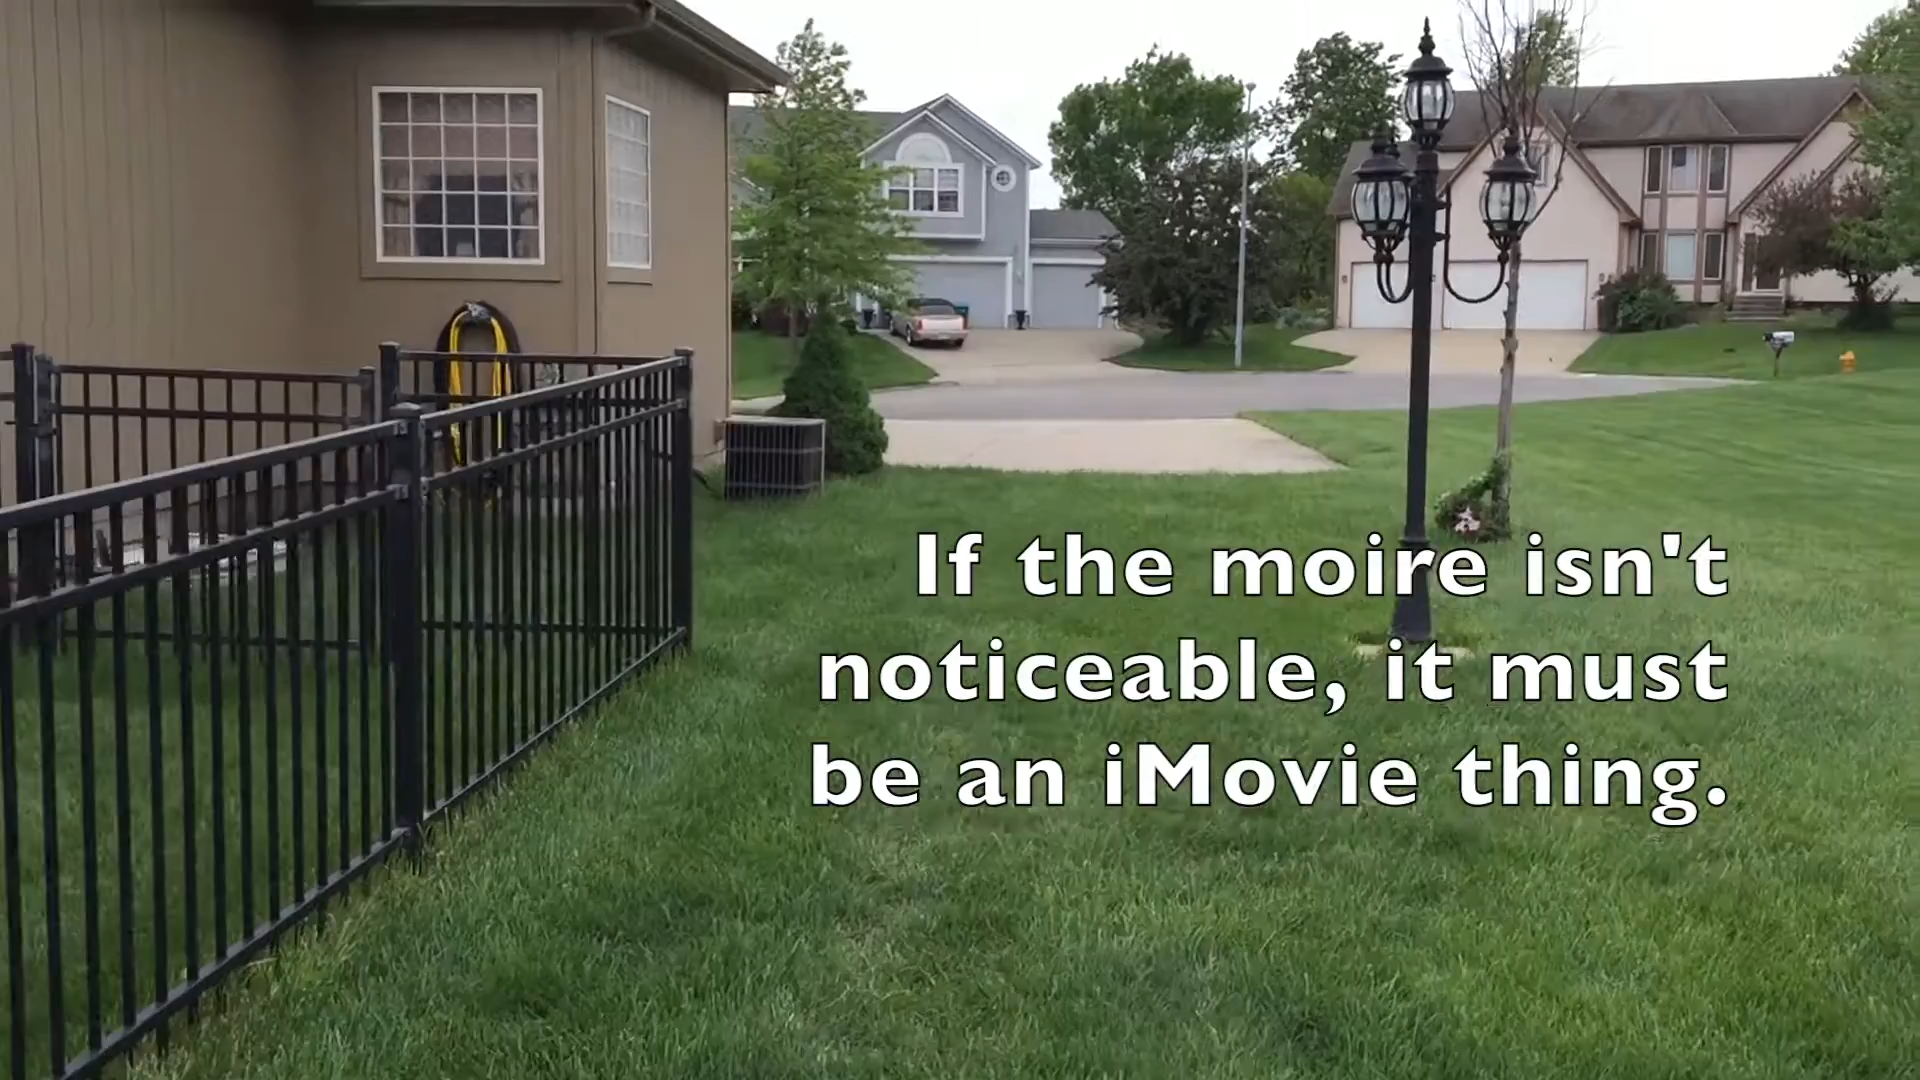 If the moire isn't
noticeable, it must
be an iMovie thing.